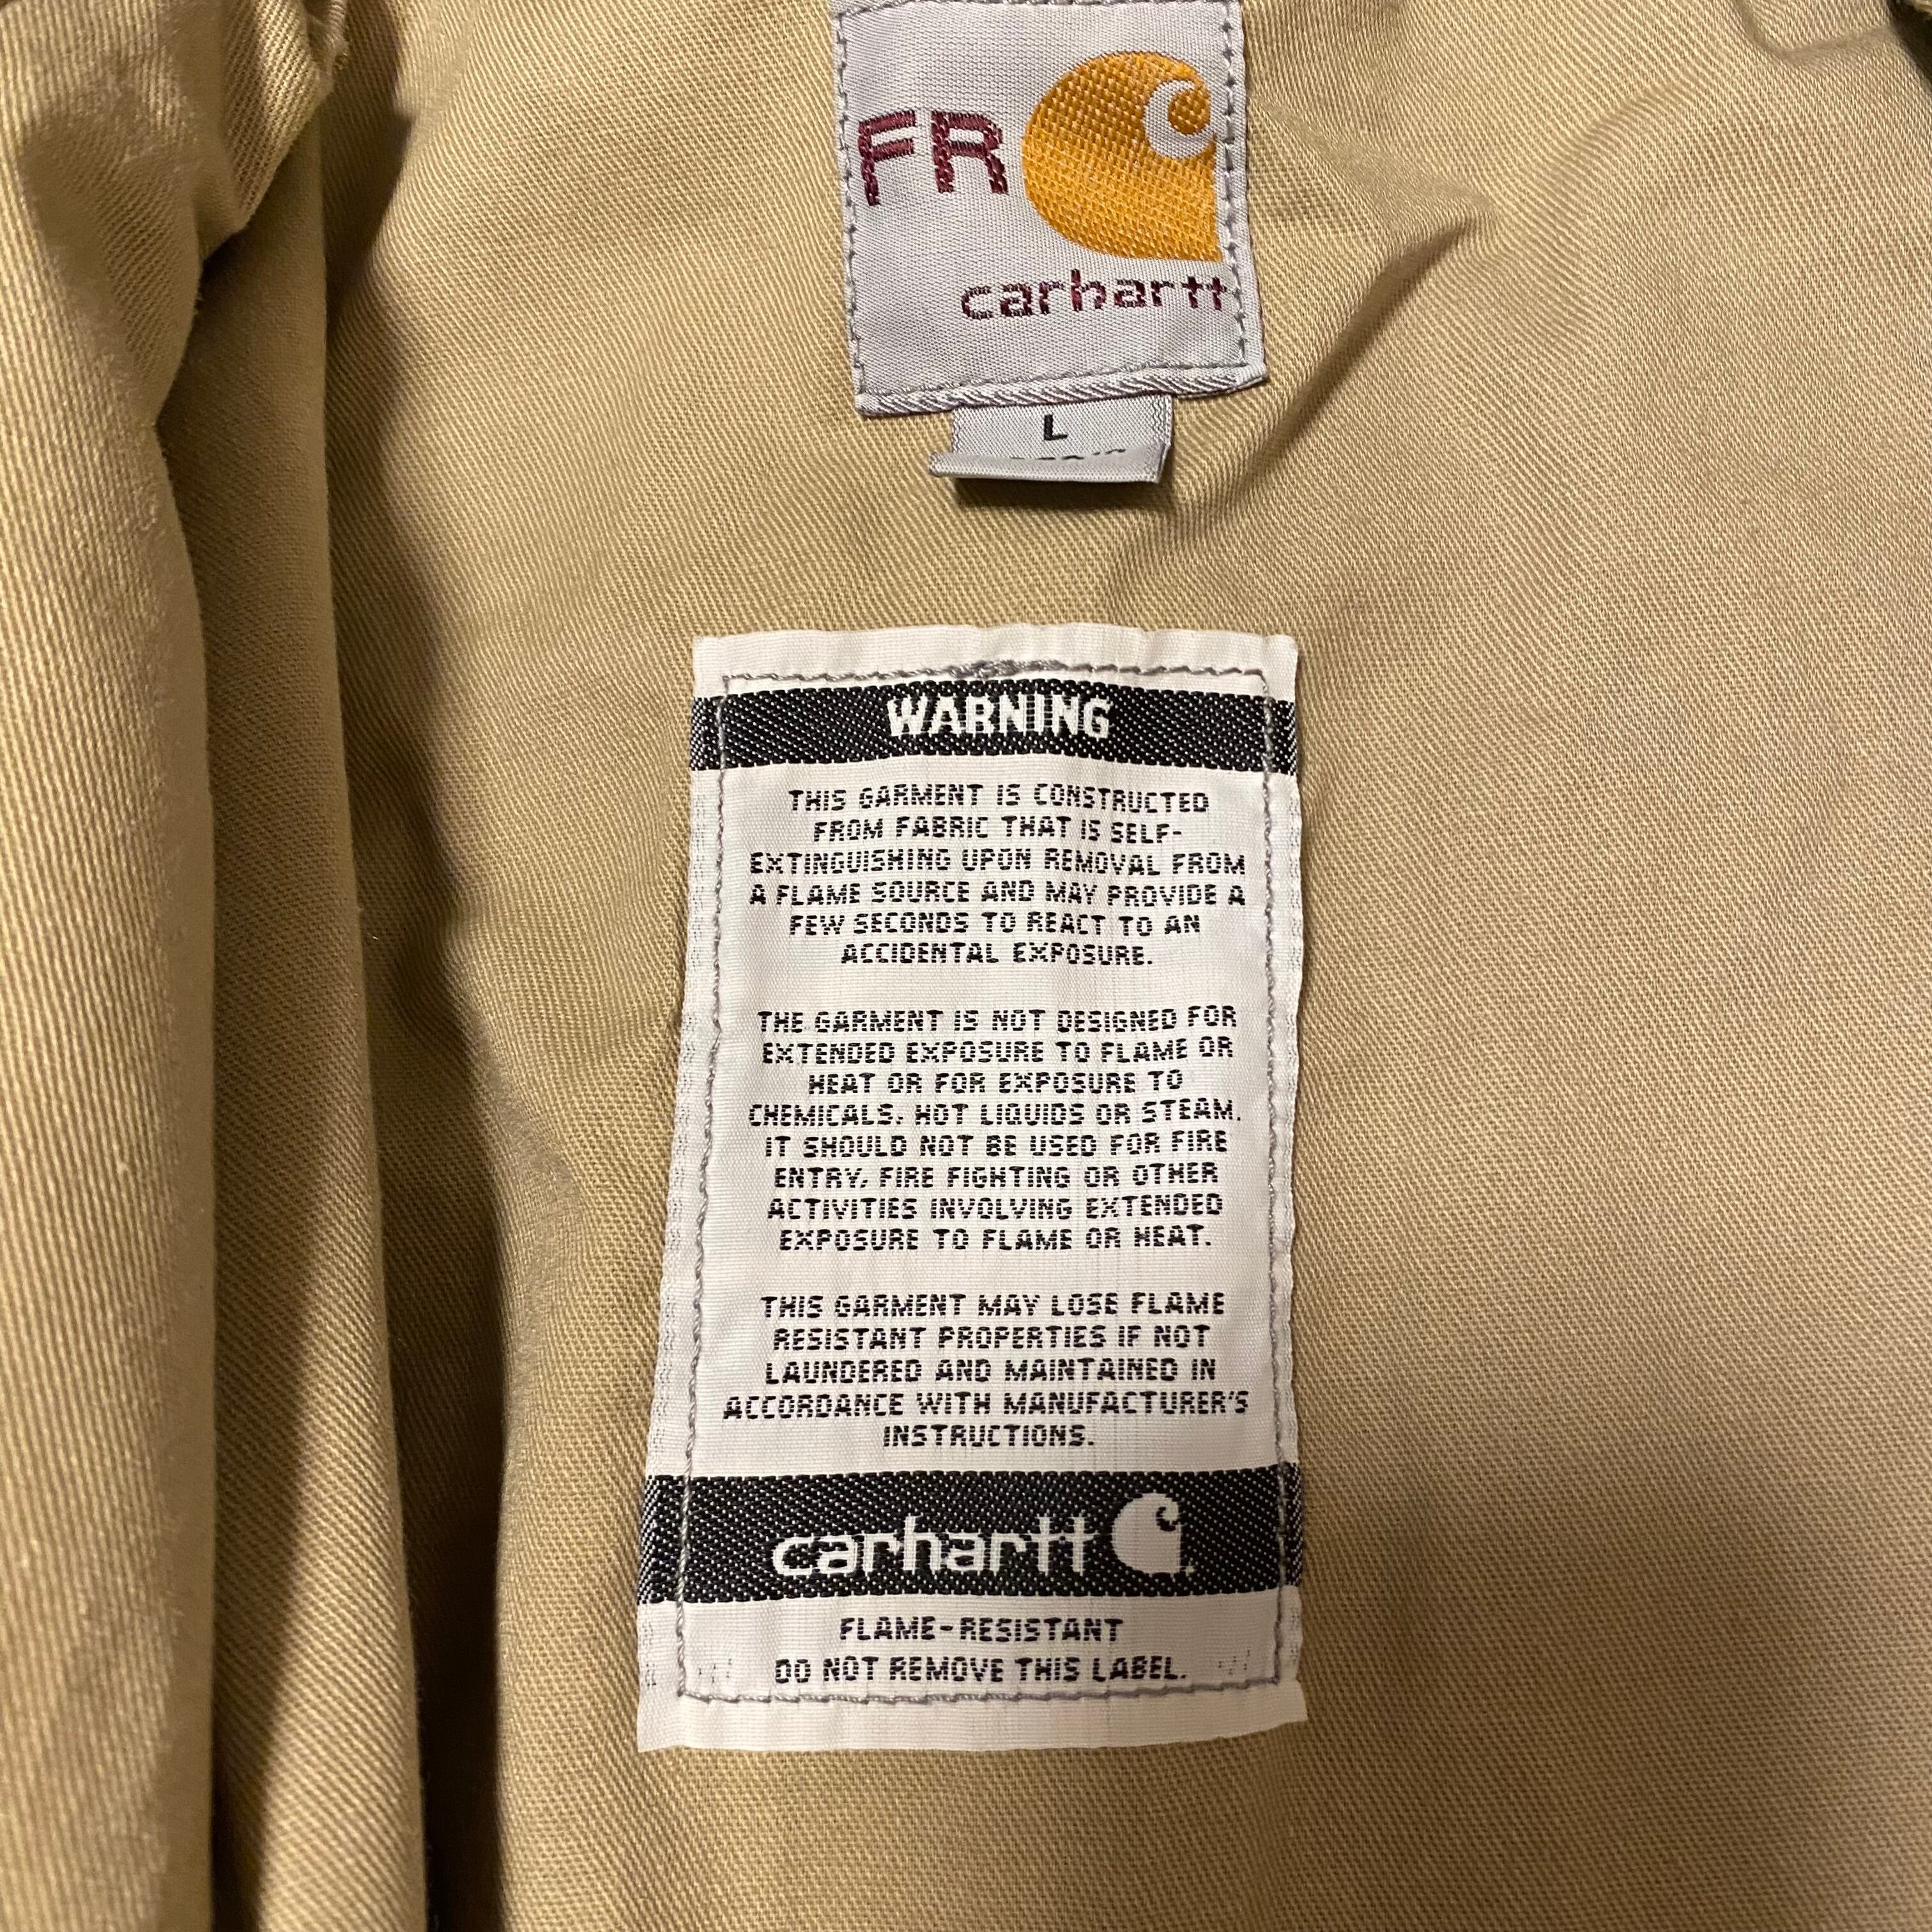 FR
carhartt
L
WARNING
THIS GARMENT IS CONSTRUCTED
FROM FABRIC THAT IS SELF-
EXTINGUISHING UPON REMOVAL FROM
A FLAME SOURCE AND MAY PROVIDE A
FEW SECONDS TO REACT TO AN
ACCIDENTAL EXPOSURE.
THE GARMENT IS NOT DESIGNED FOR
EXTENDED EXPOSURE TO FLAME OR
HEAT OR FOR EXPOSURE TO
CHEMICALS, HOT LIQUIDS OR STEAM.
IT SHOULD NOT BE USED FOR FIRE
ENTRY, FIRE FIGHTING OR OTHER
ACTIVITIES INVOLVING EXTENDED
EXPOSURE TO FLAME OR HEAT.
THIS GARMENT MAY LOSE FLAME
RESISTANT PROPERTIES IF NOT
LAUNDERED AND MAINTAINED IN
ACCORDANCE WITH MANUFACTURER'S
INSTRUCTIONS.
carhartt
FLAME-RESISTANT
DO NOT REMOVE THIS LABEL.